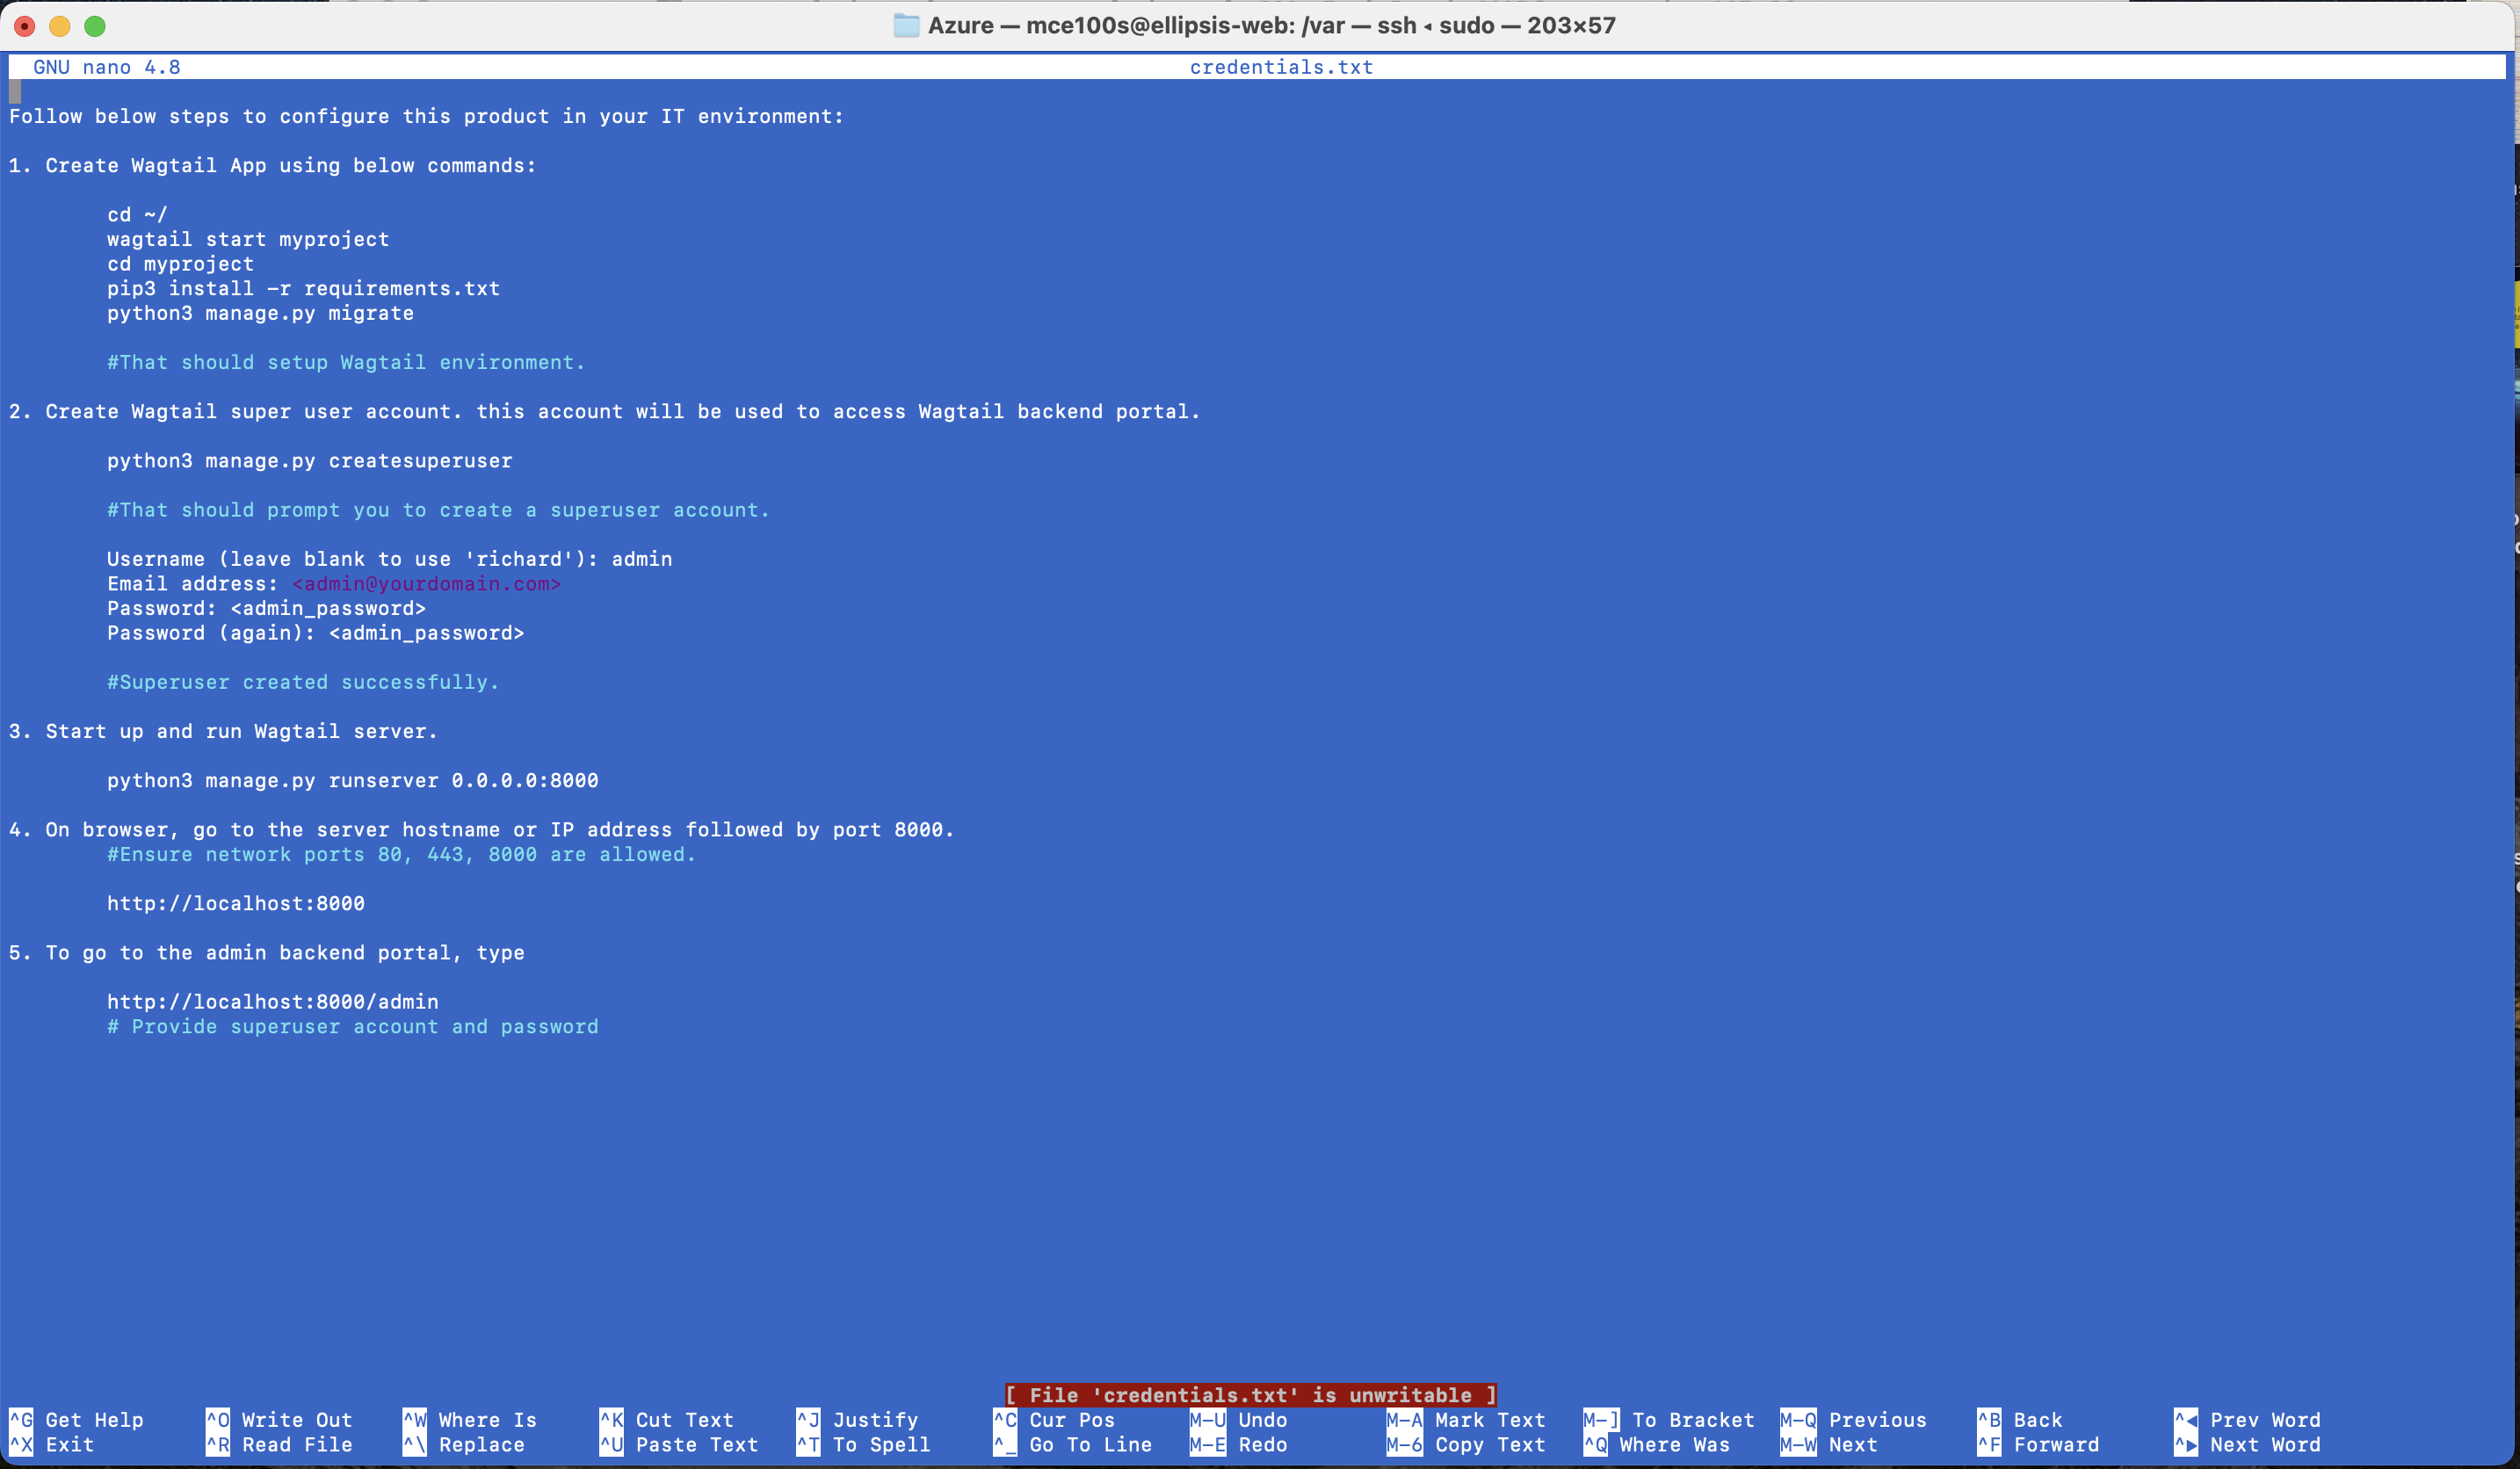 Azure — mce100s@ellipsis-web: /var — ssh ◂ sudo — 203×57
GNU nano 4.8 credentials.txt
Follow below steps to configure this product in your IT environment:
1. Create Wagtail App using below commands:
cd ~/
wagtail start myproject
cd myproject
pip3 install -r requirements.txt
python3 manage.py migrate
#That should setup Wagtail environment.
2. Create Wagtail super user account. this account will be used to access Wagtail backend portal.
python3 manage.py createsuperuser
#That should prompt you to create a superuser account.
Username (leave blank to use 'richard'): admin
Email address: <admin@yourdomain.com>
Password: <admin_password>
Password (again): <admin_password>
#Superuser created successfully.
3. Start up and run Wagtail server.
python3 manage.py runserver 0.0.0.0:8000
4. On browser, go to the server hostname or IP address followed by port 8000.
#Ensure network ports 80, 443, 8000 are allowed.
http://localhost:8000
5. To go to the admin backend portal, type
http://localhost:8000/admin
# Provide superuser account and password
[ File 'credentials.txt' is unwritable ]
^G Get Help ^O Write Out ^W Where Is ^K Cut Text ^J Justify ^C Cur Pos M-U Undo M-A Mark Text M-] To Bracket M-Q Previous ^B Back ^◀ Prev Word
^X Exit ^R Read File ^\ Replace ^U Paste Text ^T To Spell ^_ Go To Line M-E Redo M-6 Copy Text ^Q Where Was M-W Next ^F Forward ^▶ Next Word